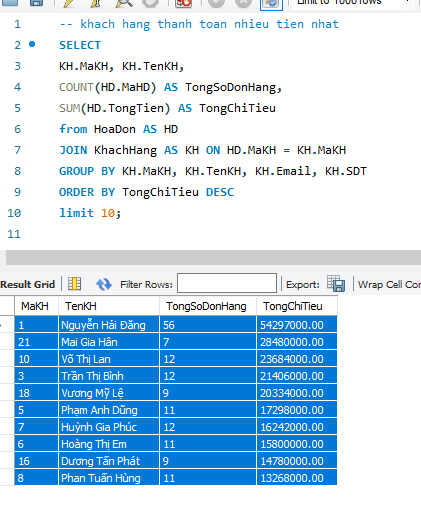 Limit to 1000 rows
1 -- khach hang thanh toan nhieu tien nhat
2 SELECT
3 KH.MaKH, KH.TenKH,
4 COUNT(HD.MaHD) AS TongSoDonHang,
5 SUM(HD.TongTien) AS TongChiTieu
6 from HoaDon AS HD
7 JOIN KhachHang AS KH ON HD.MaKH = KH.MaKH
8 GROUP BY KH.MaKH, KH.TenKH, KH.Email, KH.SDT
9 ORDER BY TongChiTieu DESC
10 limit 10;
11
Result Grid Filter Rows: Export: Wrap Cell Con
MaKH TenKH TongSoDonHang TongChiTieu
1 Nguyễn Hải Đăng 56 54297000.00
21 Mai Gia Hân 7 28480000.00
10 Võ Thị Lan 12 23684000.00
3 Trần Thị Bình 12 21406000.00
18 Vương Mỹ Lệ 9 20334000.00
5 Phạm Anh Dũng 11 17298000.00
7 Huỳnh Gia Phúc 12 16242000.00
6 Hoàng Thị Em 11 15800000.00
16 Dương Tấn Phát 9 14780000.00
8 Phan Tuấn Hùng 11 13268000.00